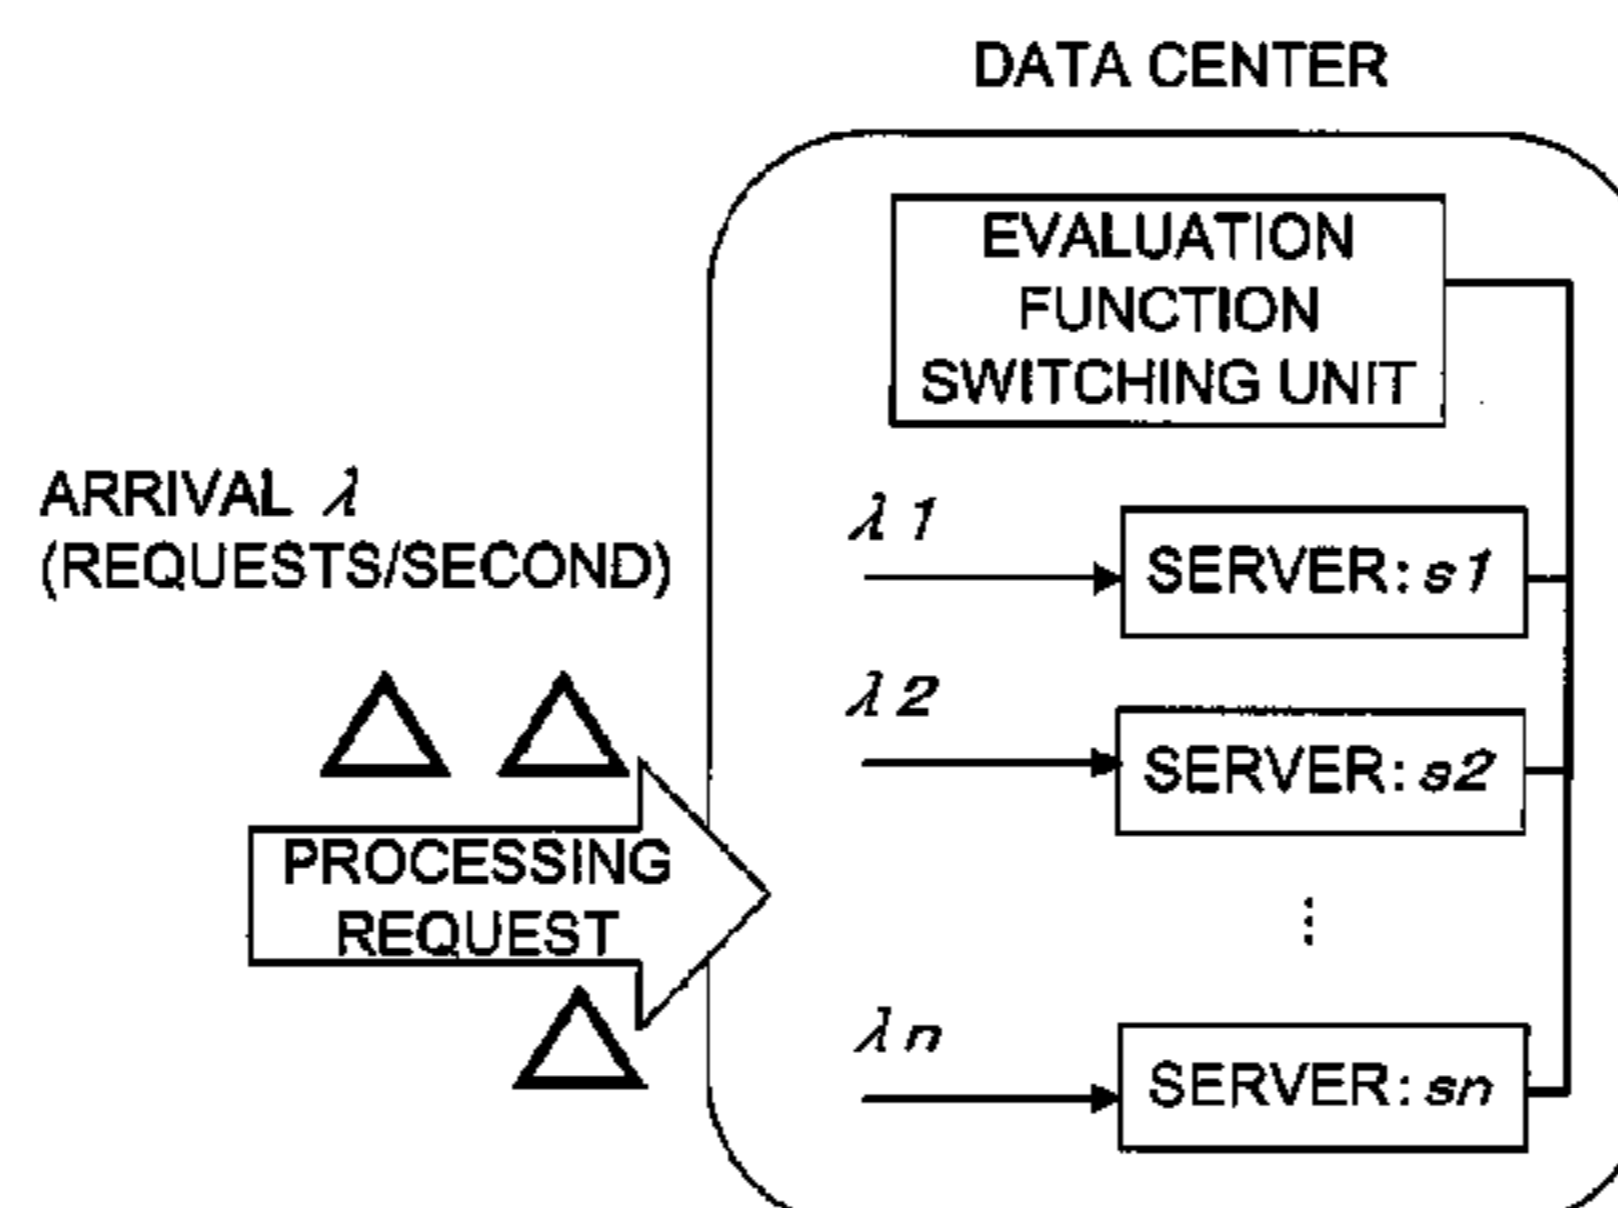 DATA CENTER
EVALUATION
FUNCTION
SWITCHING UNIT
ARRIVAL λ
(REQUESTS/SECOND)
λ1
SERVER:s1
λ2
SERVER:s2
PROCESSING
REQUEST
⋮
λn
SERVER:sn